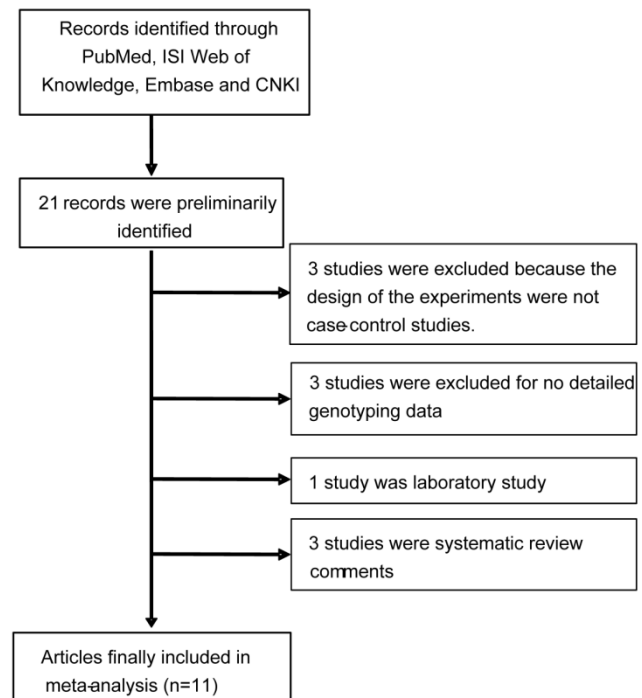 Records identified through
PubMed, ISI Web of
Knowledge, Embase and CNKI
21 records were preliminarily
identified
3 studies were excluded because the
design of the experiments were not
case-control studies.
3 studies were excluded for no detailed
genotyping data
1 study was laboratory study
3 studies were systematic review
comments
Articles finally included in
meta-analysis (n=11)